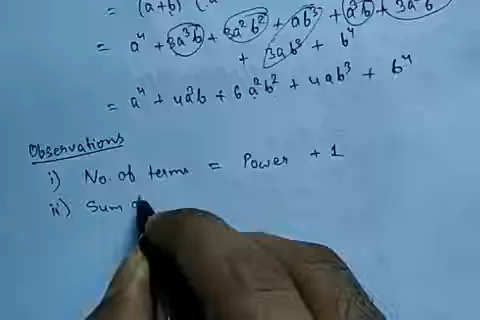 = (a+b) (a
= a⁴ + 3a³b + 3a²b² + ab³ + a³b + 3a²b
+ 3ab³ + b⁴
= a⁴ + 4a³b + 6a²b² + 4ab³ + b⁴
Observations
i) No. of terms = Power + 1
ii) Sum